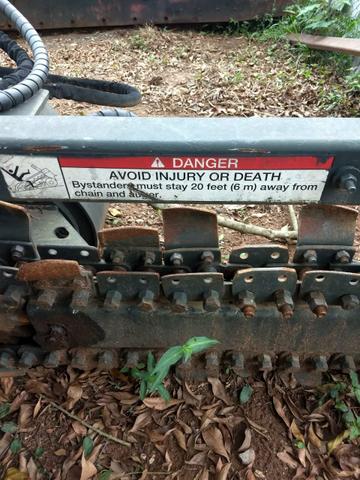 DANGER
AVOID INJURY OR DEATH
Bystanders must stay 20 feet (6 m) away from
chain and auger.